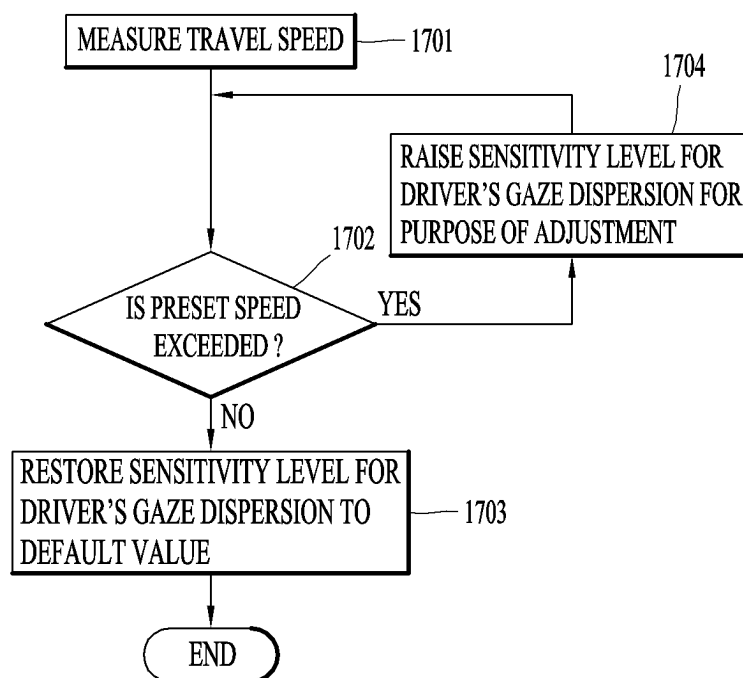 MEASURE TRAVEL SPEED
1701
1704
RAISE SENSITIVITY LEVEL FOR
DRIVER'S GAZE DISPERSION FOR
PURPOSE OF ADJUSTMENT
1702
IS PRESET SPEED
EXCEEDED ?
YES
NO
RESTORE SENSITIVITY LEVEL FOR
DRIVER'S GAZE DISPERSION TO
DEFAULT VALUE
1703
END